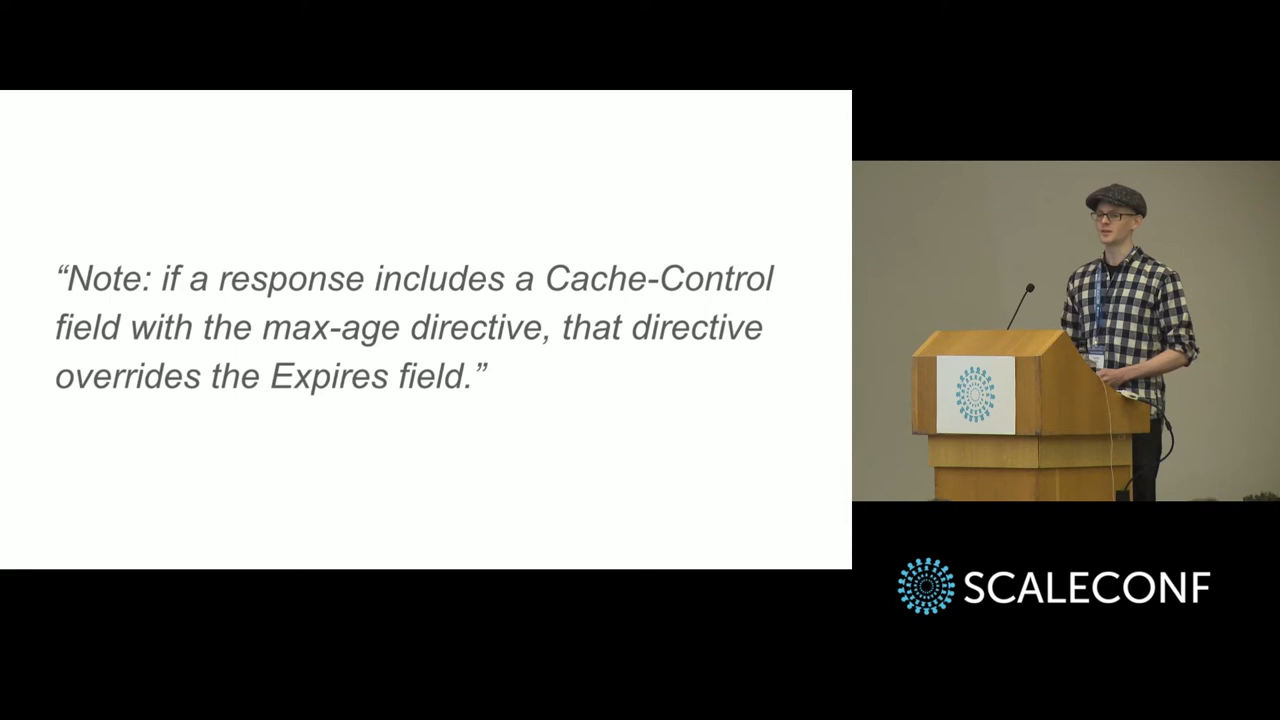 “Note: if a response includes a Cache-Control
field with the max-age directive, that directive
overrides the Expires field.”
SCALECONF